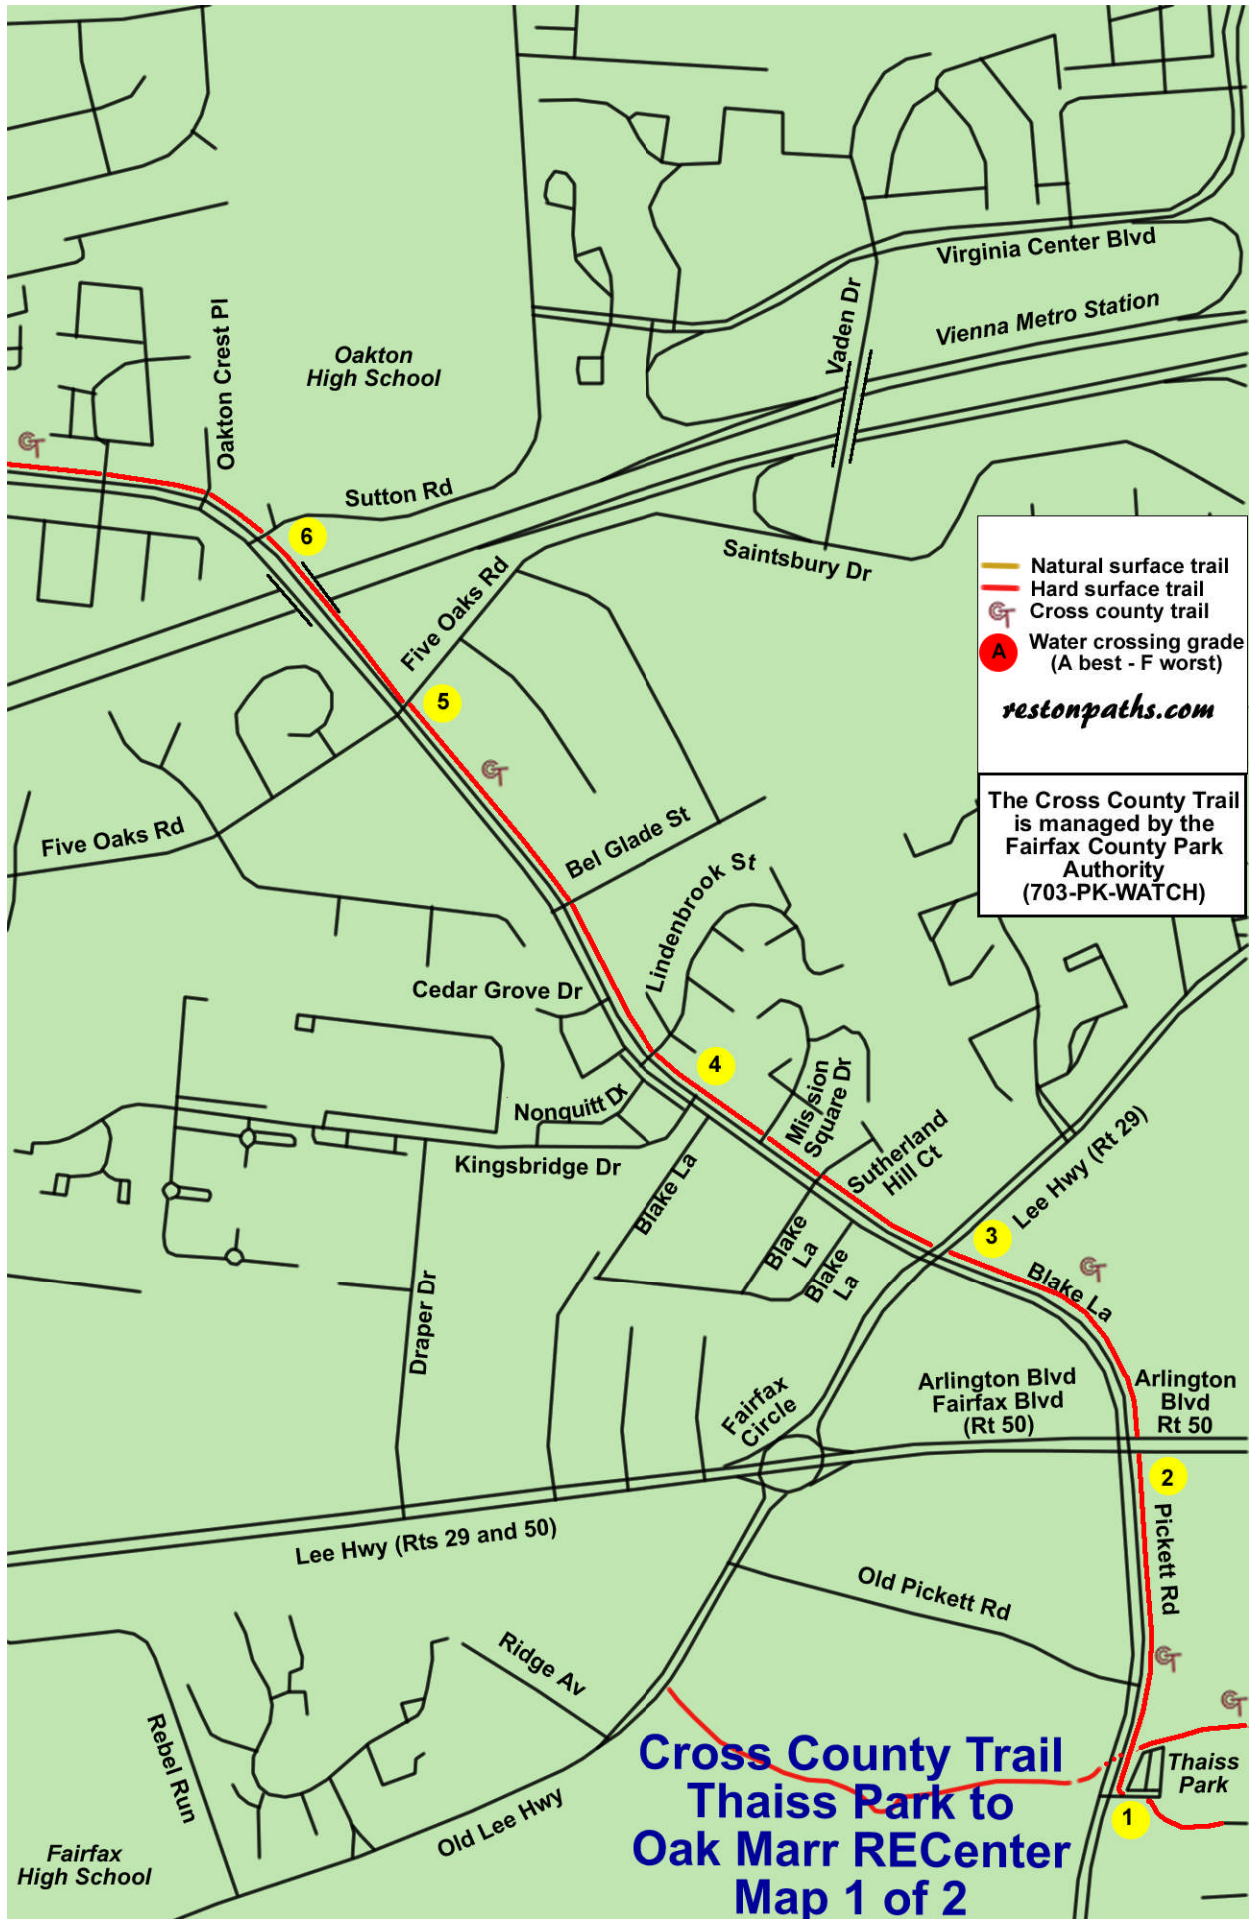 Virginia Center Blvd
Vienna Metro Station
Vaden Dr
Oakton Crest Pl
Oakton
High School
CCT
Sutton Rd
6
Saintsbury Dr
Five Oaks Rd
5
CCT
Natural surface trail
Hard surface trail
CCT Cross county trail
A Water crossing grade
(A best - F worst)
restonpaths.com
The Cross County Trail
is managed by the
Fairfax County Park
Authority
(703-PK-WATCH)
Five Oaks Rd
Bel Glade St
Lindenbrook St
Cedar Grove Dr
4
Nonquitt Dr
Kingsbridge Dr
Mission
Square Dr
Sutherland
Hill Ct
Blake La
Blake
La
Blake
La
Lee Hwy (Rt 29)
3
CCT
Blake La
Draper Dr
Fairfax
Circle
Arlington Blvd
Fairfax Blvd
(Rt 50)
Arlington
Blvd
Rt 50
2
Lee Hwy (Rts 29 and 50)
Pickett Rd
Old Pickett Rd
CCT
Ridge Av
CCT
Rebel Run
Thaiss
Park
1
Old Lee Hwy
Fairfax
High School
Cross County Trail
Thaiss Park to
Oak Marr RECenter
Map 1 of 2